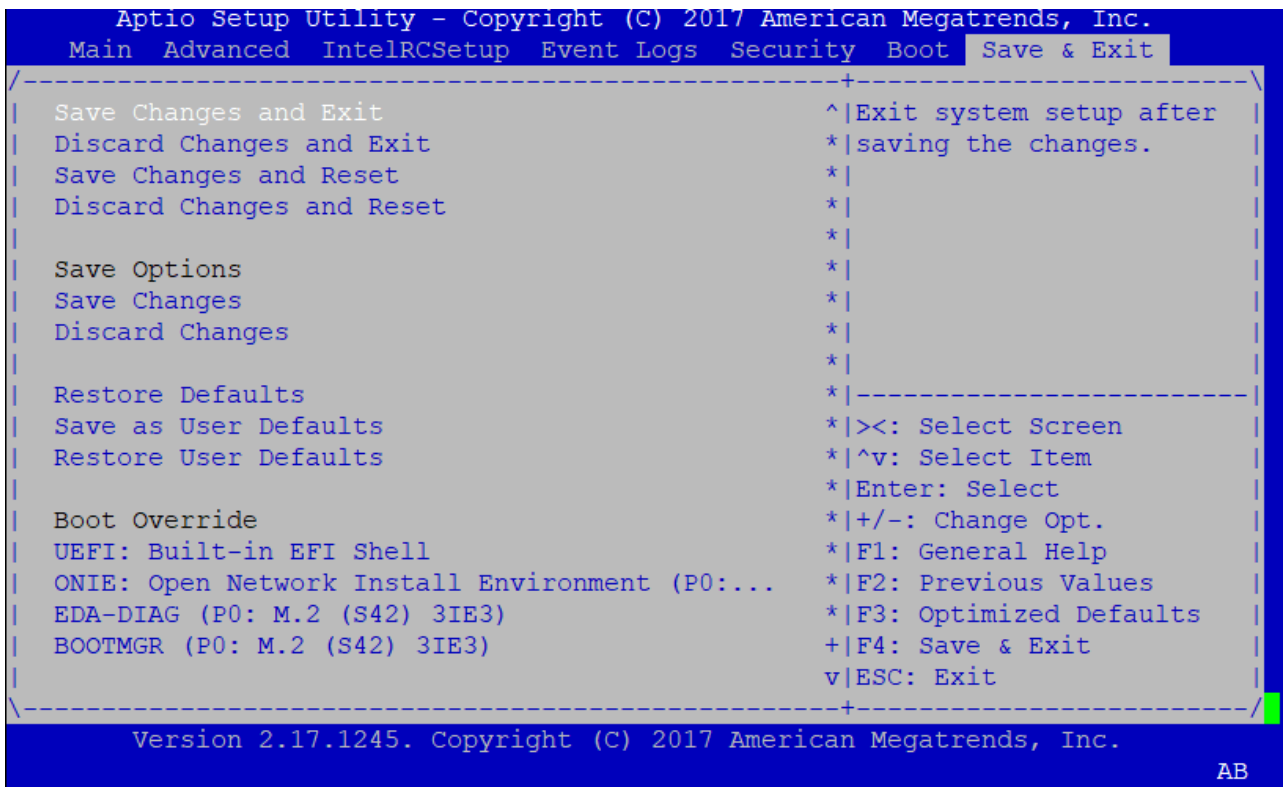 Aptio Setup Utility - Copyright (C) 2017 American Megatrends, Inc.
Main Advanced IntelRCSetup Event Logs Security Boot Save & Exit
/----------------------------------------------------+-------------------------\
| Save Changes and Exit ^|Exit system setup after |
| Discard Changes and Exit *|saving the changes. |
| Save Changes and Reset *| |
| Discard Changes and Reset *| |
| *| |
| Save Options *| |
| Save Changes *| |
| Discard Changes *| |
| *| |
| Restore Defaults *|-------------------------|
| Save as User Defaults *|><: Select Screen |
| Restore User Defaults *|^v: Select Item |
| *|Enter: Select |
| Boot Override *|+/-: Change Opt. |
| UEFI: Built-in EFI Shell *|F1: General Help |
| ONIE: Open Network Install Environment (P0:... *|F2: Previous Values |
| EDA-DIAG (P0: M.2 (S42) 3IE3) *|F3: Optimized Defaults |
| BOOTMGR (P0: M.2 (S42) 3IE3) +|F4: Save & Exit |
| v|ESC: Exit |
\----------------------------------------------------+-------------------------/
Version 2.17.1245. Copyright (C) 2017 American Megatrends, Inc.
AB